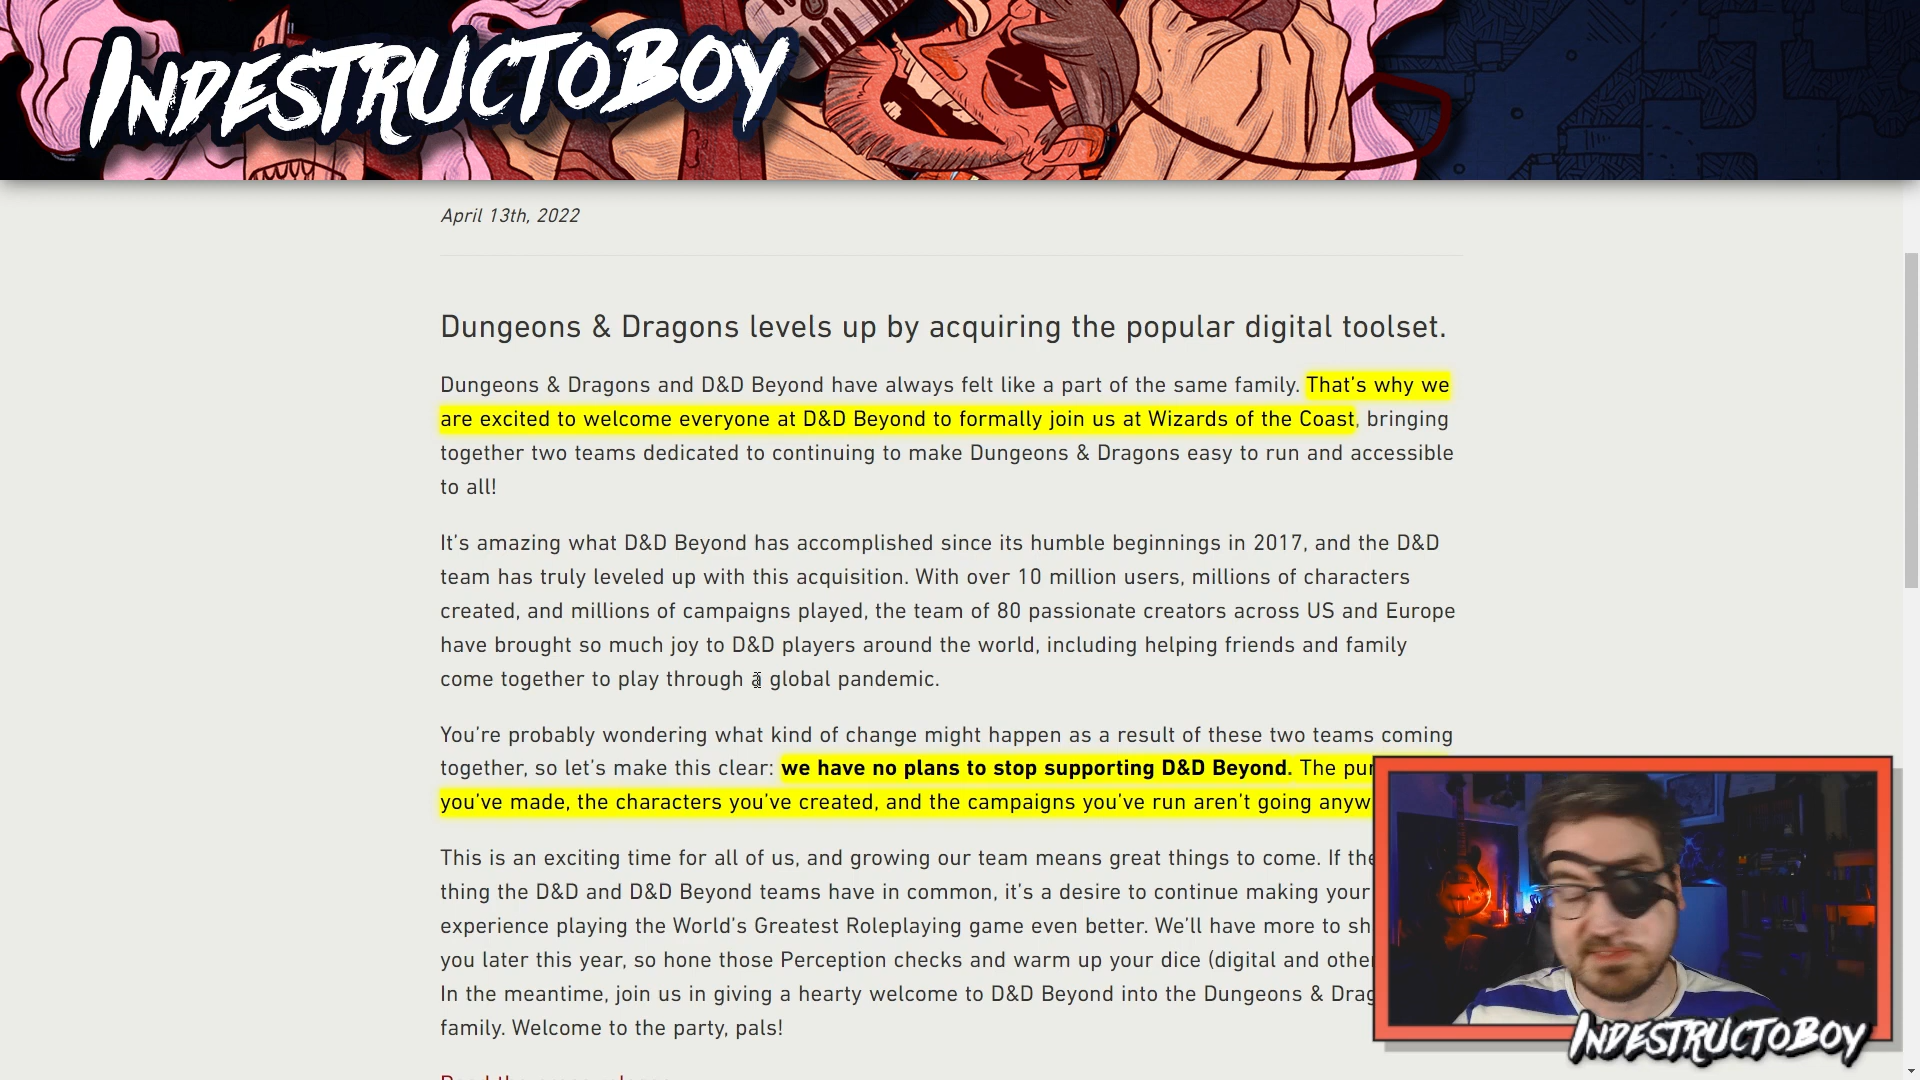 INDESTRUCTOBOY
April 13th, 2022
Dungeons & Dragons levels up by acquiring the popular digital toolset.
Dungeons & Dragons and D&D Beyond have always felt like a part of the same family. That's why we
are excited to welcome everyone at D&D Beyond to formally join us at Wizards of the Coast, bringing
together two teams dedicated to continuing to make Dungeons & Dragons easy to run and accessible
to all!
It's amazing what D&D Beyond has accomplished since its humble beginnings in 2017, and the D&D
team has truly leveled up with this acquisition. With over 10 million users, millions of characters
created, and millions of campaigns played, the team of 80 passionate creators across US and Europe
have brought so much joy to D&D players around the world, including helping friends and family
come together to play through a global pandemic.
You're probably wondering what kind of change might happen as a result of these two teams coming
together, so let's make this clear: we have no plans to stop supporting D&D Beyond. The
you've made, the characters you've created, and the campaigns you've run aren't going
This is an exciting time for all of us, and growing our team means great things to come. If
thing the D&D and D&D Beyond teams have in common, it's a desire to continue making your
experience playing the World's Greatest Roleplaying game even better. We'll have more to
you later this year, so hone those Perception checks and warm up your dice (digital and
In the meantime, join us in giving a hearty welcome to D&D Beyond into the Dungeons &
family. Welcome to the party, pals!
INDESTRUCTOBOY